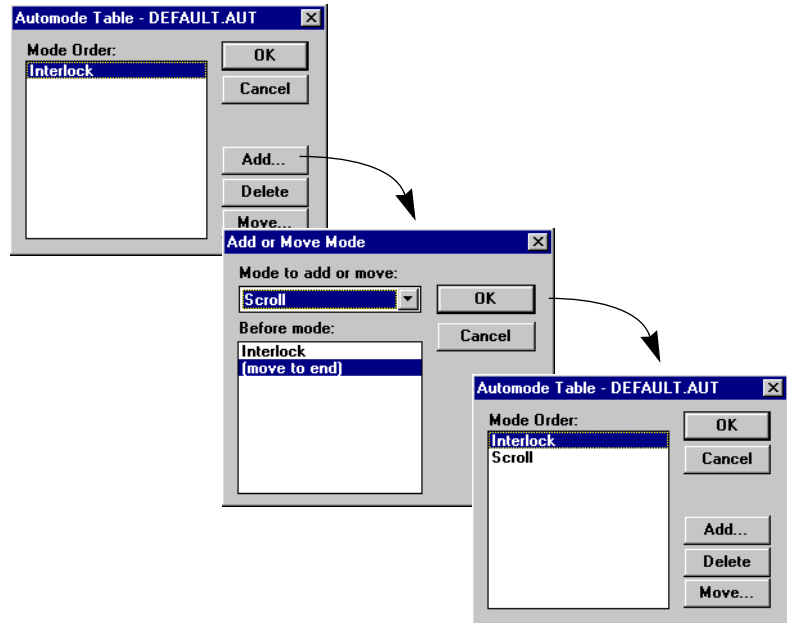 Automode Table - DEFAULT.AUT
Mode Order:
Interlock
OK
Cancel
Add...
Delete
Move...
Add or Move Mode
Mode to add or move:
Scroll
OK
Before mode:
Cancel
Interlock
(move to end)
Automode Table - DEFAULT.AUT
Mode Order:
Interlock
Scroll
OK
Cancel
Add...
Delete
Move...